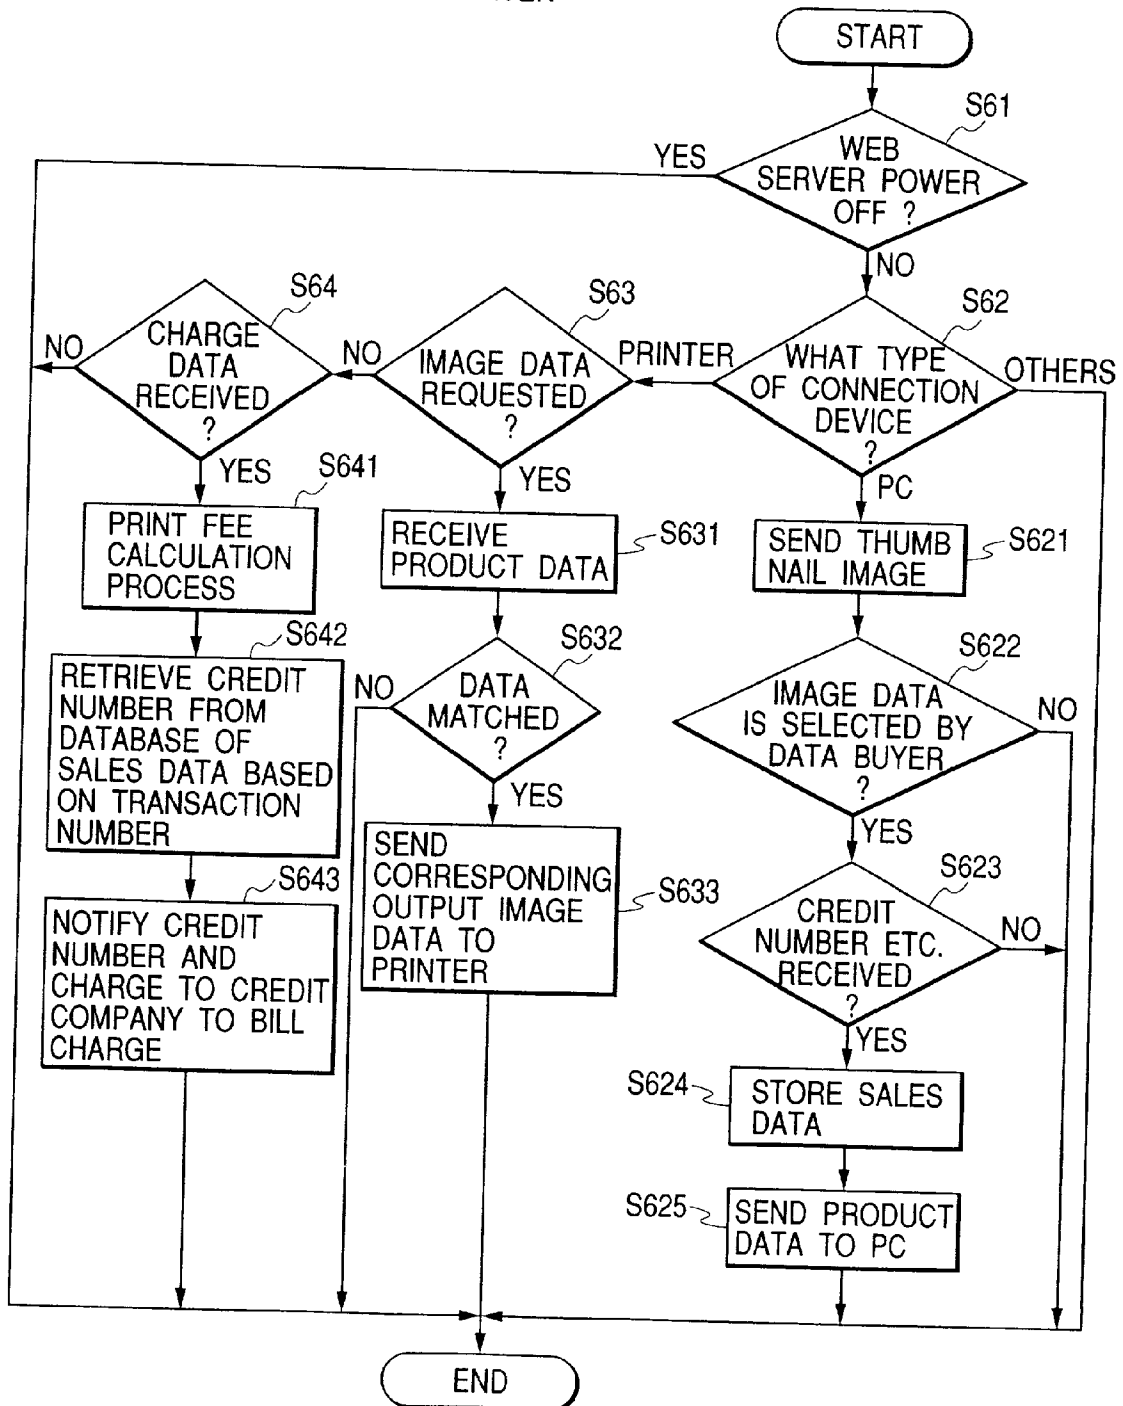 START
S61
YES
WEB
SERVER POWER
OFF ?
NO
S64
S63
S62
NO
CHARGE
DATA
RECEIVED
?
NO
IMAGE DATA
REQUESTED
?
PRINTER
WHAT TYPE
OF CONNECTION
DEVICE
?
OTHERS
YES
S641
YES
PC
PRINT FEE
CALCULATION
PROCESS
RECEIVE
PRODUCT DATA
S631
SEND THUMB
NAIL IMAGE
S621
S642
RETRIEVE CREDIT
NUMBER FROM
DATABASE OF
SALES DATA BASED
ON TRANSACTION
NUMBER
NO
DATA
MATCHED
?
S632
IMAGE DATA
IS SELECTED BY
DATA BUYER
?
S622
NO
YES
YES
S643
NOTIFY CREDIT
NUMBER AND
CHARGE TO CREDIT
COMPANY TO BILL
CHARGE
SEND
CORRESPONDING
OUTPUT IMAGE
DATA TO
PRINTER
S633
CREDIT
NUMBER ETC.
RECEIVED
?
S623
NO
YES
S624
STORE SALES
DATA
S625
SEND PRODUCT
DATA TO PC
END